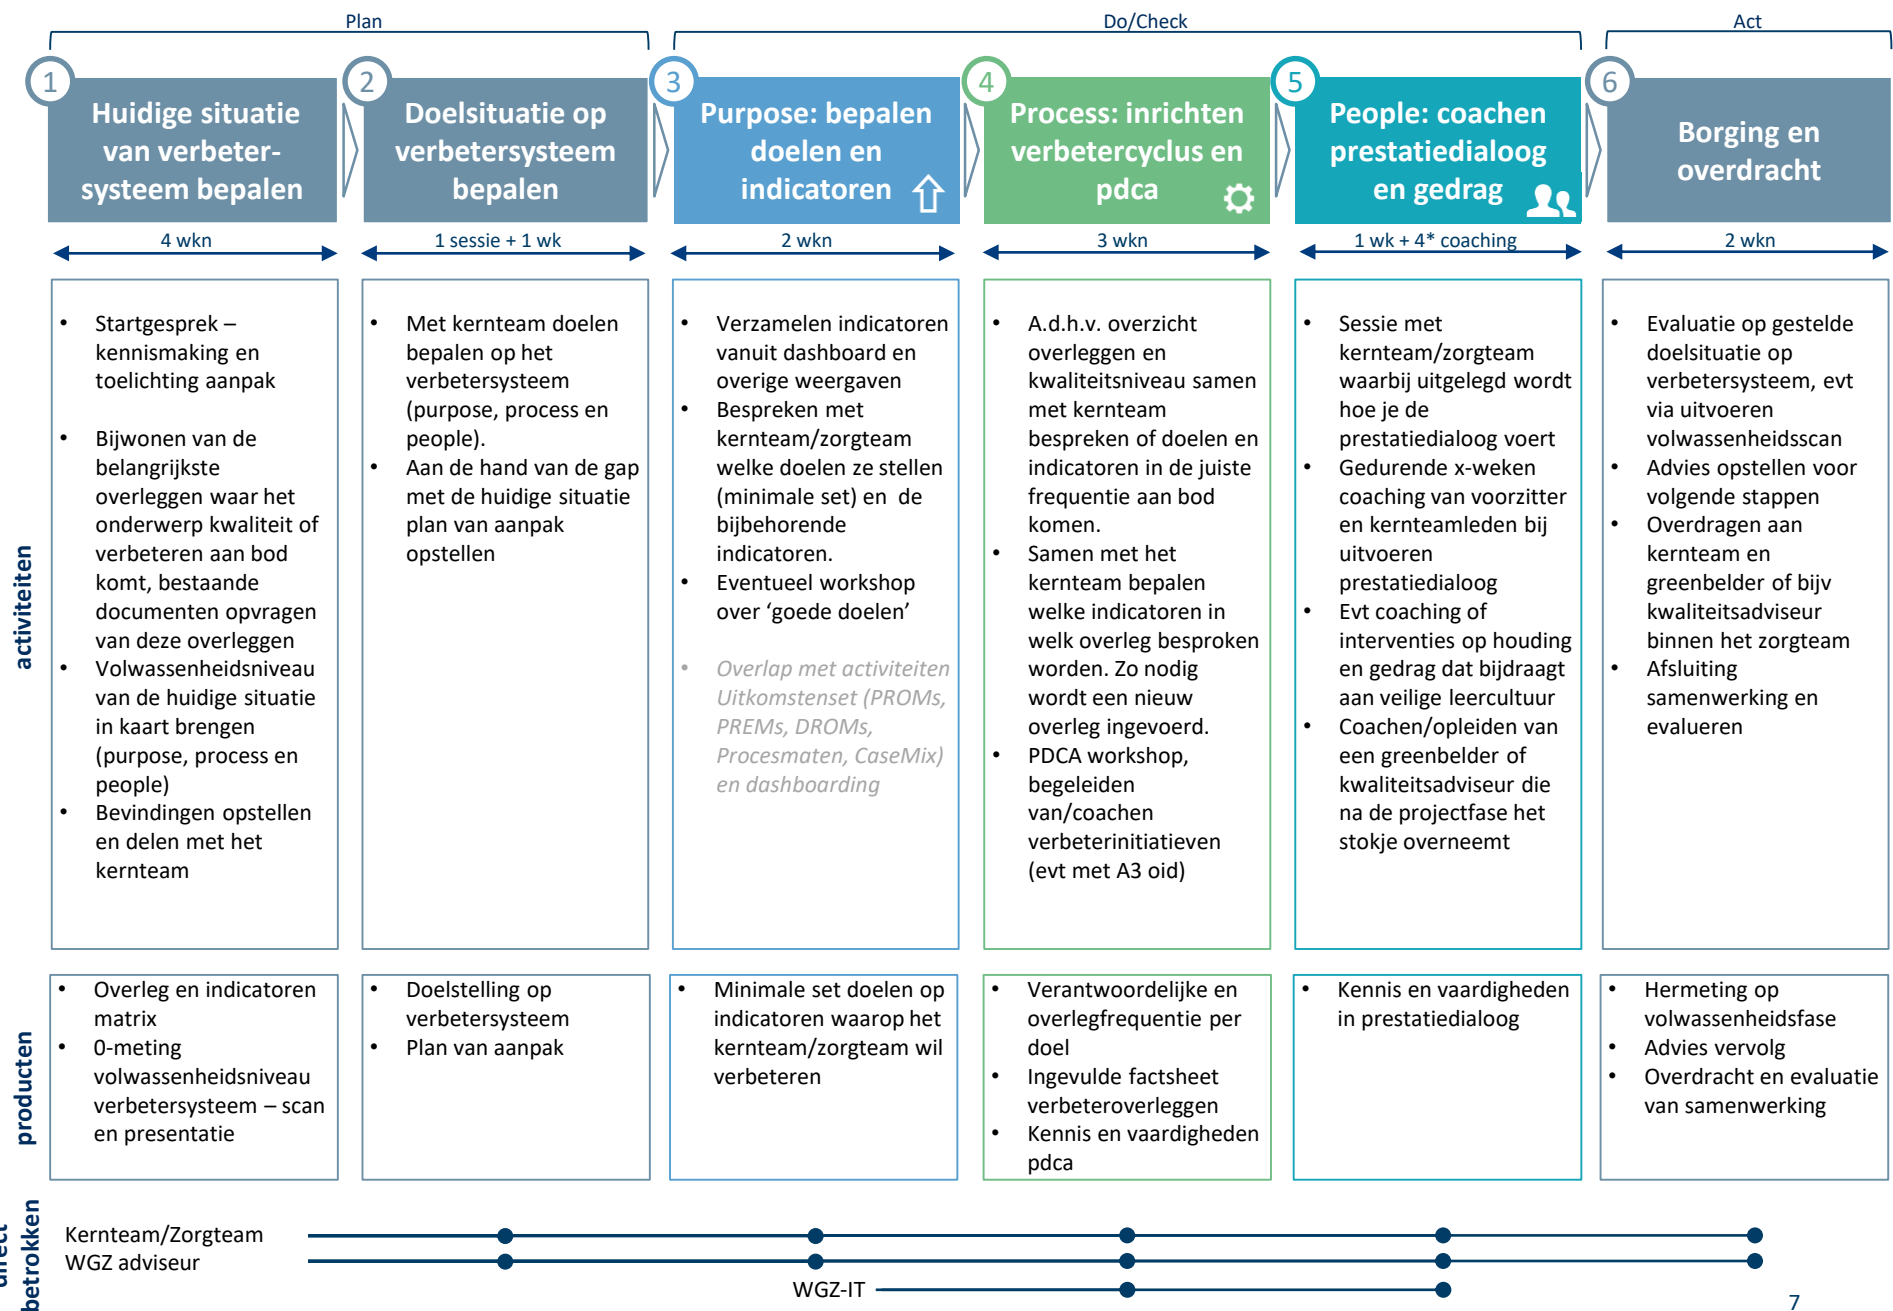 Plan
Do/Check
Act
1
Huidige situatie
van verbeter-
systeem bepalen
2
Doelsituatie op
verbetersysteem
bepalen
3
Purpose: bepalen
doelen en
indicatoren
4
Process: inrichten
verbetercyclus en
pdca
5
People: coachen
prestatiedialoog
en gedrag
6
Borging en
overdracht
4 wkn
1 sessie + 1 wk
2 wkn
3 wkn
1 wk + 4* coaching
2 wkn
activiteiten
• Startgesprek –
kennismaking en
toelichting aanpak
• Bijwonen van de
belangrijkste
overleggen waar het
onderwerp kwaliteit of
verbeteren aan bod
komt, bestaande
documenten opvragen
van deze overleggen
• Volwassenheidsniveau
van de huidige situatie
in kaart brengen
(purpose, process en
people)
• Bevindingen opstellen
en delen met het
kernteam
• Met kernteam doelen
bepalen op het
verbetersysteem
(purpose, process en
people).
• Aan de hand van de gap
met de huidige situatie
plan van aanpak
opstellen
• Verzamelen indicatoren
vanuit dashboard en
overige weergaven
• Bespreken met
kernteam/zorgteam
welke doelen ze stellen
(minimale set) en de
bijbehorende
indicatoren.
• Eventueel workshop
over ‘goede doelen’
• Overlap met activiteiten
Uitkomstenset (PROMs,
PREMs, DROMs,
Procesmaten, CaseMix)
en dashboarding
• A.d.h.v. overzicht
overleggen en
kwaliteitsniveau samen
met kernteam
bespreken of doelen en
indicatoren in de juiste
frequentie aan bod
komen.
• Samen met het
kernteam bepalen
welke indicatoren in
welk overleg besproken
worden. Zo nodig
wordt een nieuw
overleg ingevoerd.
• PDCA workshop,
begeleiden
van/coachen
verbeterinitiatieven
(evt met A3 oid)
• Sessie met
kernteam/zorgteam
waarbij uitgelegd wordt
hoe je de
prestatiedialoog voert
• Gedurende x-weken
coaching van voorzitter
en kernteamleden bij
uitvoeren
prestatiedialoog
• Evt coaching of
interventies op houding
en gedrag dat bijdraagt
aan veilige leercultuur
• Coachen/opleiden van
een greenbelder of
kwaliteitsadviseur die
na de projectfase het
stokje overneemt
• Evaluatie op gestelde
doelsituatie op
verbetersysteem, evt
via uitvoeren
volwassenheidsscan
• Advies opstellen voor
volgende stappen
• Overdragen aan
kernteam en
greenbelder of bijv
kwaliteitsadviseur
binnen het zorgteam
• Afsluiting
samenwerking en
evalueren
producten
• Overleg en indicatoren
matrix
• 0-meting
volwassenheidsniveau
verbetersysteem – scan
en presentatie
• Doelstelling op
verbetersysteem
• Plan van aanpak
• Minimale set doelen op
indicatoren waarop het
kernteam/zorgteam wil
verbeteren
• Verantwoordelijke en
overlegfrequentie per
doel
• Ingevulde factsheet
verbeteroverleggen
• Kennis en vaardigheden
pdca
• Kennis en vaardigheden
in prestatiedialoog
• Hermeting op
volwassenheidsfase
• Advies vervolg
• Overdracht en evaluatie
van samenwerking
direct
betrokken
Kernteam/Zorgteam
WGZ adviseur
WGZ-IT
7